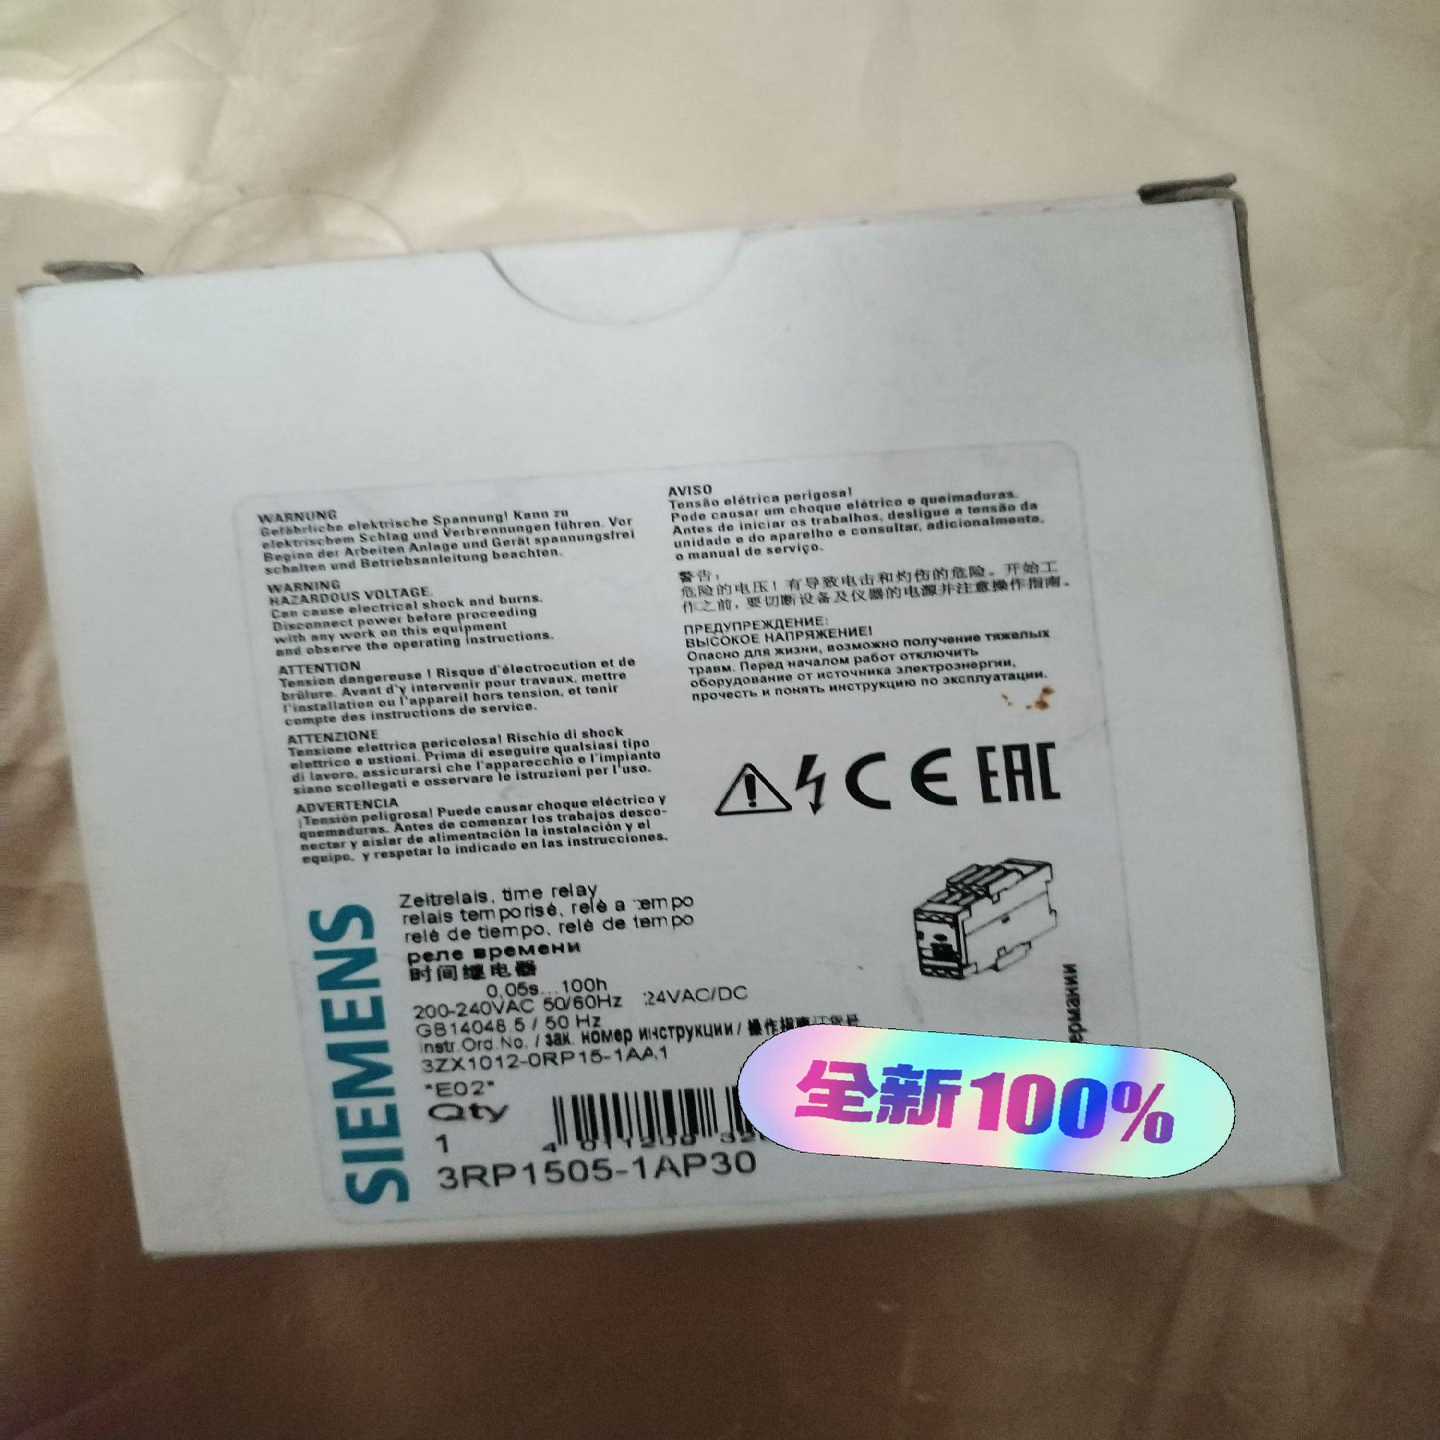 WARNUNG
Gefährliche elektrische Spannung! Kann zu
elektrischem Schlag und Verbrennungen führen. Vor
Beginn der Arbeiten Anlage und Gerät spannungsfrei
schalten und Betriebsanleitung beachten.
WARNING
HAZARDOUS VOLTAGE.
Can cause electrical shock and burns.
Disconnect power before proceeding
with any work on this equipment
and observe the operating instructions.
ATTENTION
Tension dangereuse ! Risque d'électrocution et de
brûlure. Avant d'y intervenir pour travaux, mettre
l'installation ou l'appareil hors tension, et tenir
compte des instructions de service.
ATTENZIONE
Tensione elettrica pericolosa! Rischio di shock
elettrico e ustioni. Prima di eseguire qualsiasi tipo
di lavoro, assicurarsi che l'apparecchio e l'impianto
siano scollegati e osservare le istruzioni per l'uso.
ADVERTENCIA
¡Tensión peligrosa! Puede causar choque eléctrico y
quemaduras. Antes de comenzar los trabajos desco-
nectar y aislar de alimentación la instalación y el
equipo, y respetar lo indicado en las instrucciones.
AVISO
Tensão elétrica perigosa!
Pode causar um choque elétrico e queimaduras.
Antes de iniciar os trabalhos, desligue a tensão da
unidade e do aparelho e consultar, adicionalmente,
o manual de serviço.
警告，
危险的电压！有导致电击和灼伤的危险。开始工
作之前，要切断设备及仪器的电源并注意操作指南。
ПРЕДУПРЕЖДЕНИЕ:
ВЫСОКОЕ НАПРЯЖЕНИЕ!
Опасно для жизни, возможно получение тяжелых
травм. Перед началом работ отключить
оборудование от источника электроэнергии,
прочесть и понять инструкцию по эксплуатации.
CE EAC
SIEMENS
Zeitrelais, time relay
relais temporisé, relè a tempo
relé de tiempo, relé de tempo
реле времени
时间继电器
0,05s...100h
200-240VAC 50/60Hz 24VAC/DC
GB14048.5 / 50 Hz
Instr.Ord.No. / зак. номер инструкции / 操作指南订货号
3ZX1012-0RP15-1AA1
"E02"
Qty
1
4 011209 32
3RP1505-1AP30
全新100%